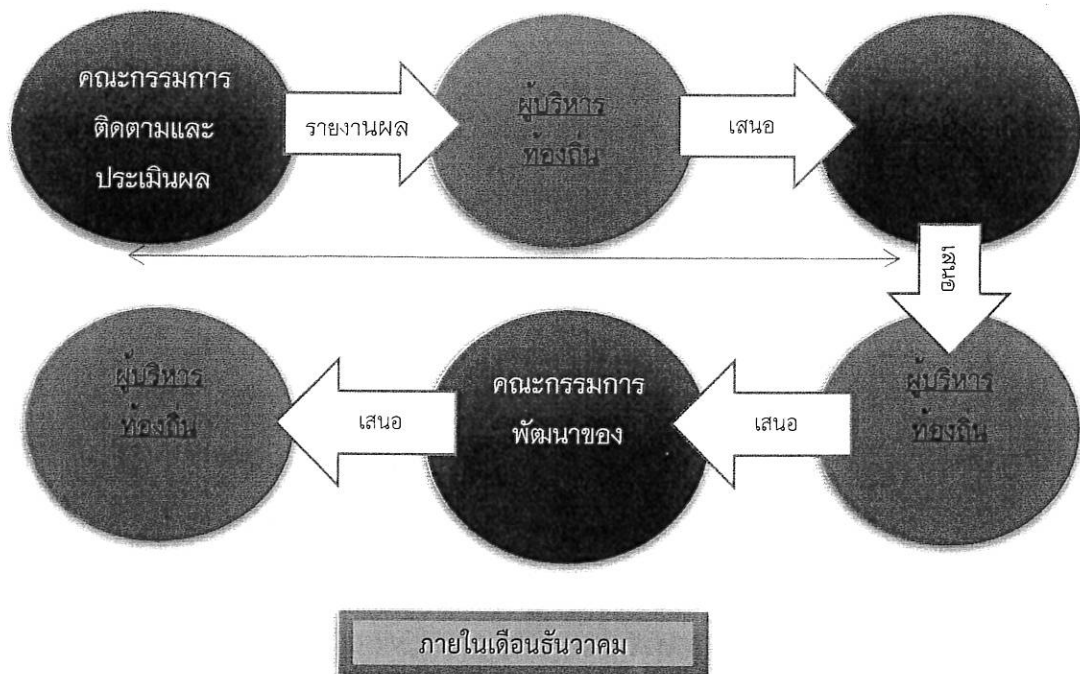 คณะกรรมการ
ติดตามและ
ประเมินผล
รายงานผล
ผู้บริหาร
ท้องถิ่น
เสนอ
เสนอ
ผู้บริหาร
ท้องถิ่น
เสนอ
คณะกรรมการ
พัฒนาของ
เสนอ
ผู้บริหาร
ท้องถิ่น
ภายในเดือนธันวาคม